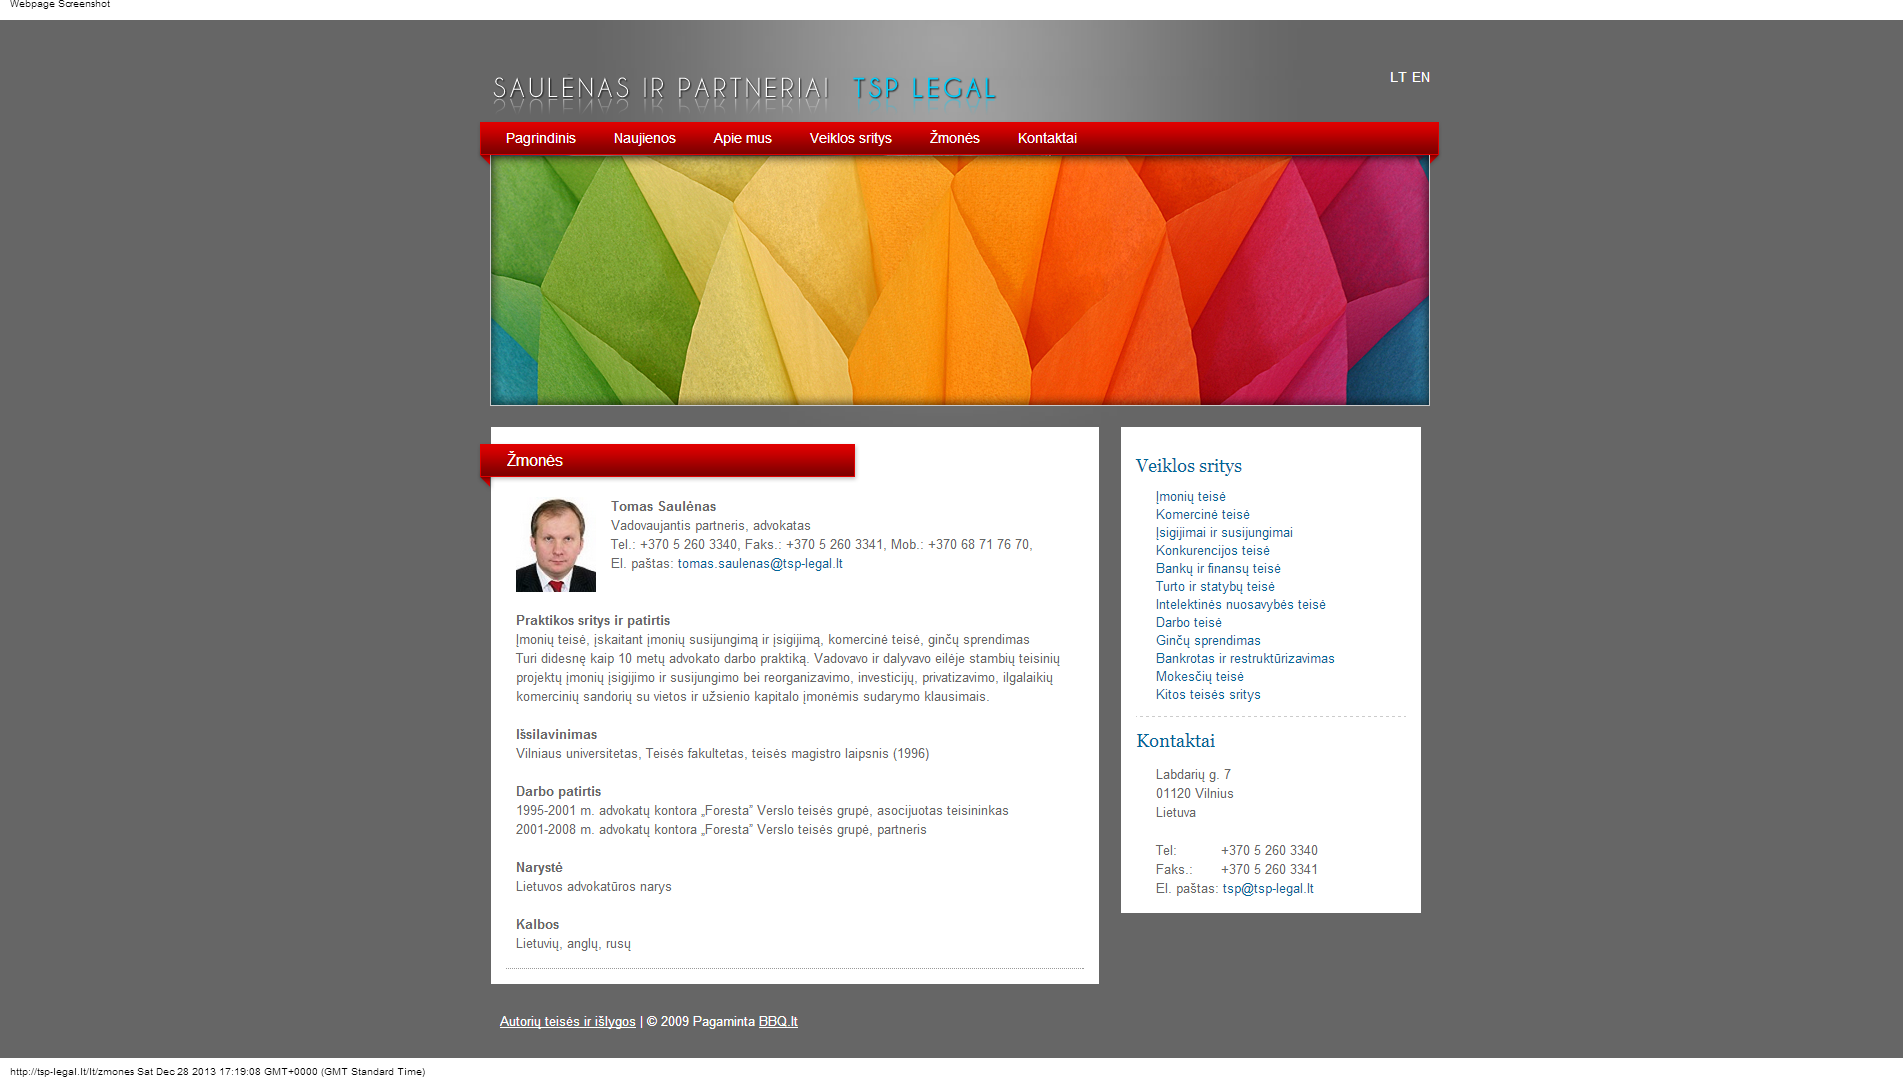 Webpage Screenshot
SAULENAS IR PARTNERIAI TSP LEGAL
LT EN
Pagrindinis Naujienos Apie mus Veiklos sritys Žmonės Kontaktai
Žmonės
Tomas Saulėnas
Vadovaujantis partneris, advokatas
Tel.: +370 5 260 3340, Faks.: +370 5 260 3341, Mob.: +370 68 71 76 70,
El. paštas: tomas.saulenas@tsp-legal.lt
Praktikos sritys ir patirtis
Įmonių teisė, įskaitant įmonių susijungimą ir įsigijimą, komercinė teisė, ginčų sprendimas
Turi didesnę kaip 10 metų advokato darbo praktiką. Vadovavo ir dalyvavo eilėje stambių teisinių
projektų įmonių įsigijimo ir susijungimo bei reorganizavimo, investicijų, privatizavimo, ilgalaikių
komercinių sandorių su vietos ir užsienio kapitalo įmonėmis sudarymo klausimais.
Išsilavinimas
Vilniaus universitetas, Teisės fakultetas, teisės magistro laipsnis (1996)
Darbo patirtis
1995-2001 m. advokatų kontora „Foresta” Verslo teisės grupė, asocijuotas teisininkas
2001-2008 m. advokatų kontora „Foresta” Verslo teisės grupė, partneris
Narystė
Lietuvos advokatūros narys
Kalbos
Lietuvių, anglų, rusų
Veiklos sritys
Įmonių teisė
Komercinė teisė
Įsigijimai ir susijungimai
Konkurencijos teisė
Bankų ir finansų teisė
Turto ir statybų teisė
Intelektinės nuosavybės teisė
Darbo teisė
Ginčų sprendimas
Bankrotas ir restruktūrizavimas
Mokesčių teisė
Kitos teisės sritys
Kontaktai
Labdarių g. 7
01120 Vilnius
Lietuva
Tel: +370 5 260 3340
Faks.: +370 5 260 3341
El. paštas: tsp@tsp-legal.lt
Autorių teisės ir išlygos | © 2009 Pagaminta BBQ.lt
http://tsp-legal.lt/lt/zmones Sat Dec 28 2013 17:19:08 GMT+0000 (GMT Standard Time)